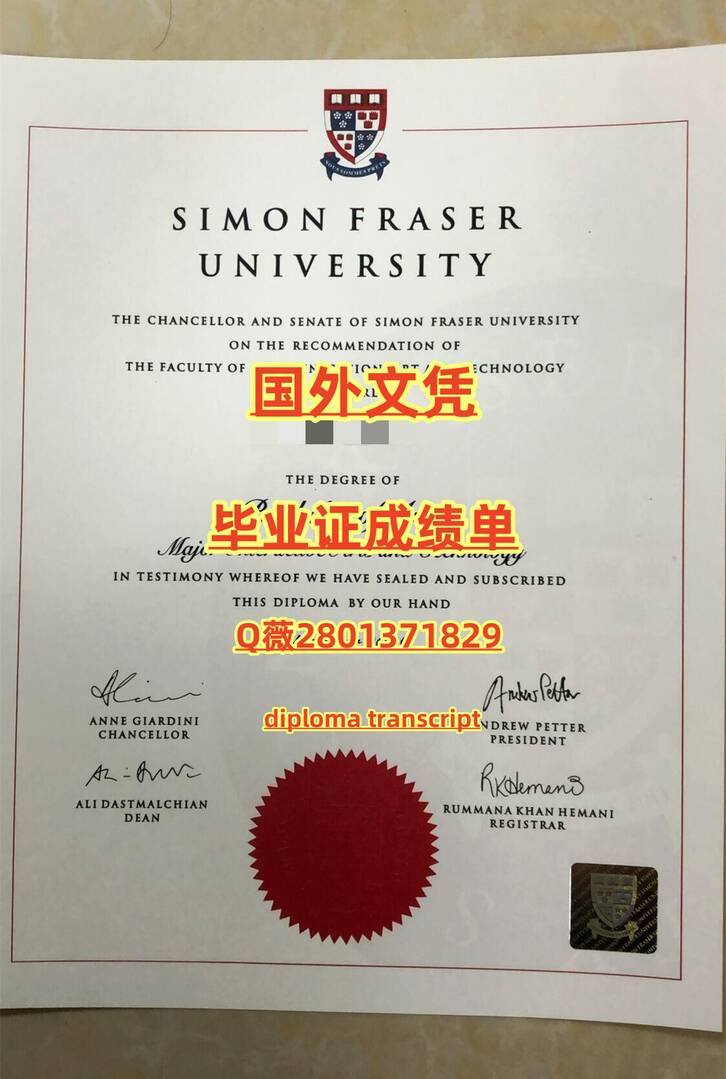 SIMON FRASER
UNIVERSITY
THE CHANCELLOR AND SENATE OF SIMON FRASER UNIVERSITY
ON THE RECOMMENDATION OF
THE FACULTY OF
国外文凭
THE DEGREE OF
毕业证成绩单
IN TESTIMONY WHEREOF WE HAVE SEALED AND SUBSCRIBED
THIS DIPLOMA BY OUR HAND
Q薇2801371829
diploma transcript
ANNE GIARDINI
CHANCELLOR
ANDREW PETTER
PRESIDENT
ALI DASTMALCHIAN
DEAN
RUMMANA KHAN HEMANI
REGISTRAR